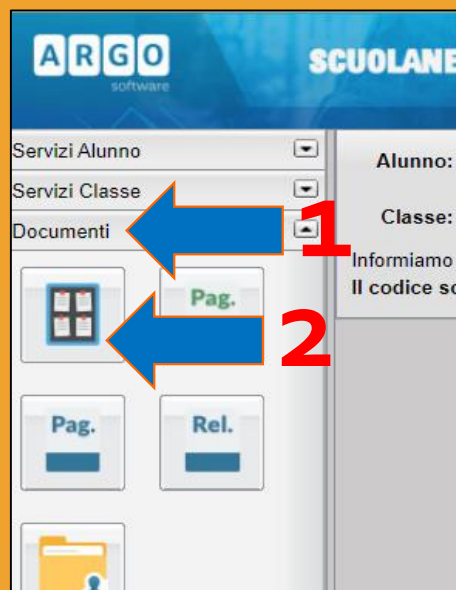 ARGO
software
SCUOLANE
Servizi Alunno
Alunno:
Servizi Classe
Classe:
Documenti
1
Informiamo
Il codice sc
Pag.
2
Pag.
Rel.